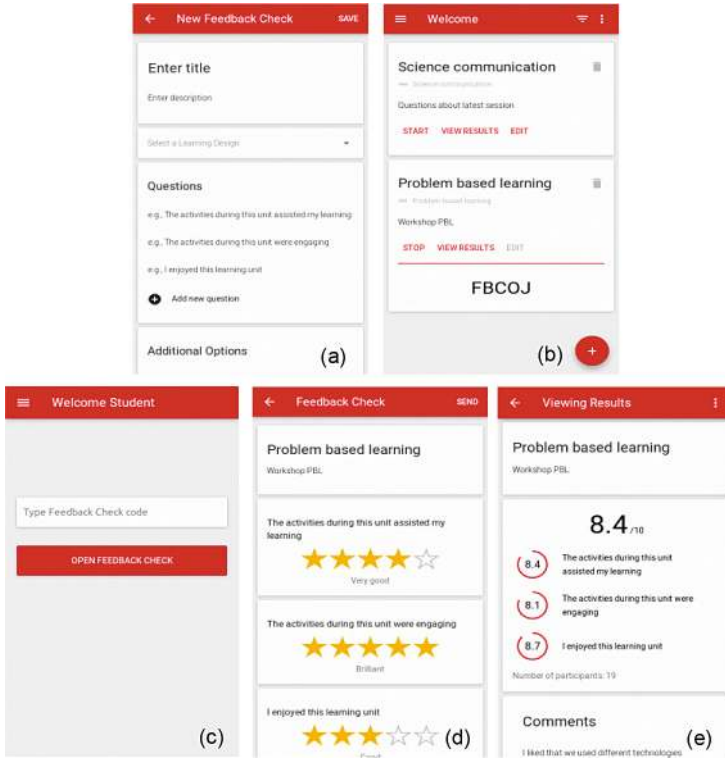 New Feedback Check
SAVE
Enter title
Enter description
Select a Learning Design
Questions
e.g., The activities during this unit assisted my learning
e.g., The activities during this unit were engaging
e.g., I enjoyed this learning unit
Add new question
Additional Options
(a)
Welcome
Science communication
Science communication
Questions about latest session
START VIEW RESULTS EDIT
Problem based learning
Problem based learning
Workshop PBL
STOP VIEW RESULTS EDIT
FBCOJ
(b)
+
Welcome Student
Type Feedback Check code
OPEN FEEDBACK CHECK
(c)
Feedback Check
SEND
Problem based learning
Workshop PBL
The activities during this unit assisted my
learning
Very good
The activities during this unit were engaging
Brilliant
I enjoyed this learning unit
Good
(d)
Viewing Results
Problem based learning
Workshop PBL
8.4/10
8.4
The activities during this unit
assisted my learning
8.1
The activities during this unit were
engaging
8.7
I enjoyed this learning unit
Number of participants: 19
Comments
I liked that we used different technologies
(e)